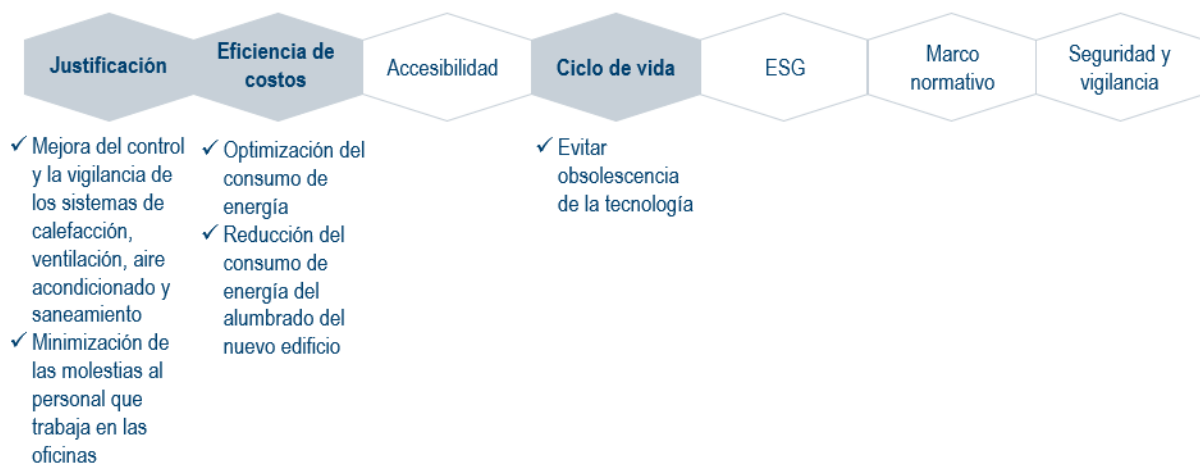 Justificación
Eficiencia de
costos
Accesibilidad
Ciclo de vida
ESG
Marco
normativo
Seguridad y
vigilancia
✓ Mejora del control
y la vigilancia de
los sistemas de
calefacción,
ventilación, aire
acondicionado y
saneamiento
✓ Minimización de
las molestias al
personal que
trabaja en las
oficinas
✓ Optimización del
consumo de
energía
✓ Reducción del
consumo de
energía del
alumbrado del
nuevo edificio
✓ Evitar
obsolescencia
de la tecnología